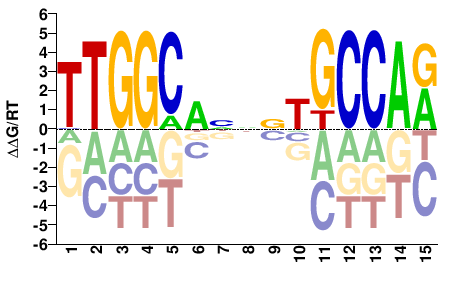 ΔΔG/RT
6
5
4
3
2
1
0
-1
-2
-3
-4
-5
-6
T T G G C A C G T G C C A G
A T A
A A A A G G C C A A A G T
G C C C T C G C G G T C
T T C T T
1 2 3 4 5 6 7 8 9 10 11 12 13 14 15